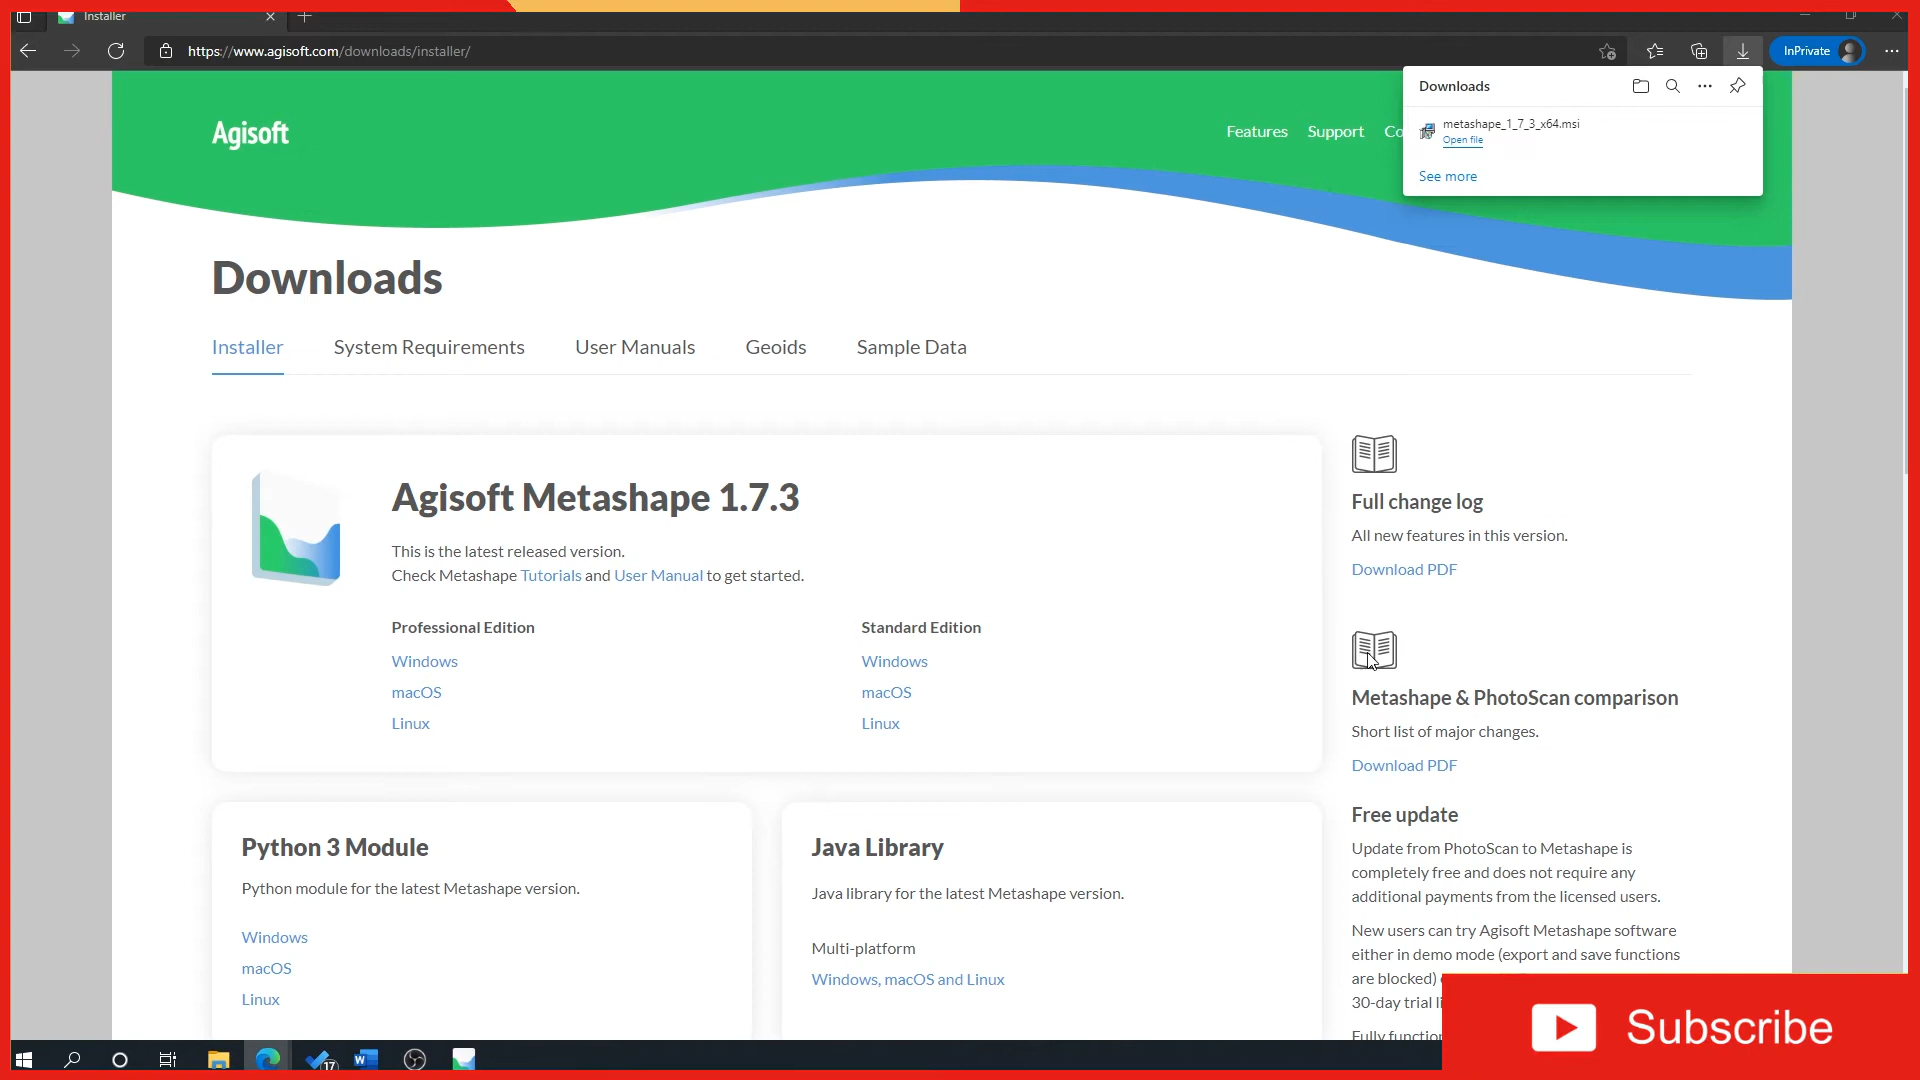 Installer
https://www.agisoft.com/downloads/installer/
InPrivate
Downloads
metashape_1_7_3_x64.msi
Open file
See more
Agisoft
Features
Support
Co
Downloads
Installer
System Requirements
User Manuals
Geoids
Sample Data
Agisoft Metashape 1.7.3
This is the latest released version.
Check Metashape Tutorials and User Manual to get started.
Professional Edition
Windows
macOS
Linux
Standard Edition
Windows
macOS
Linux
Full change log
All new features in this version.
Download PDF
Metashape & PhotoScan comparison
Short list of major changes.
Download PDF
Free update
Update from PhotoScan to Metashape is
completely free and does not require any
additional payments from the licensed users.
New users can try Agisoft Metashape software
either in demo mode (export and save functions
are blocked)
30-day trial li
Fully function
Python 3 Module
Python module for the latest Metashape version.
Windows
macOS
Linux
Java Library
Java library for the latest Metashape version.
Multi-platform
Windows, macOS and Linux
17
W
Subscribe